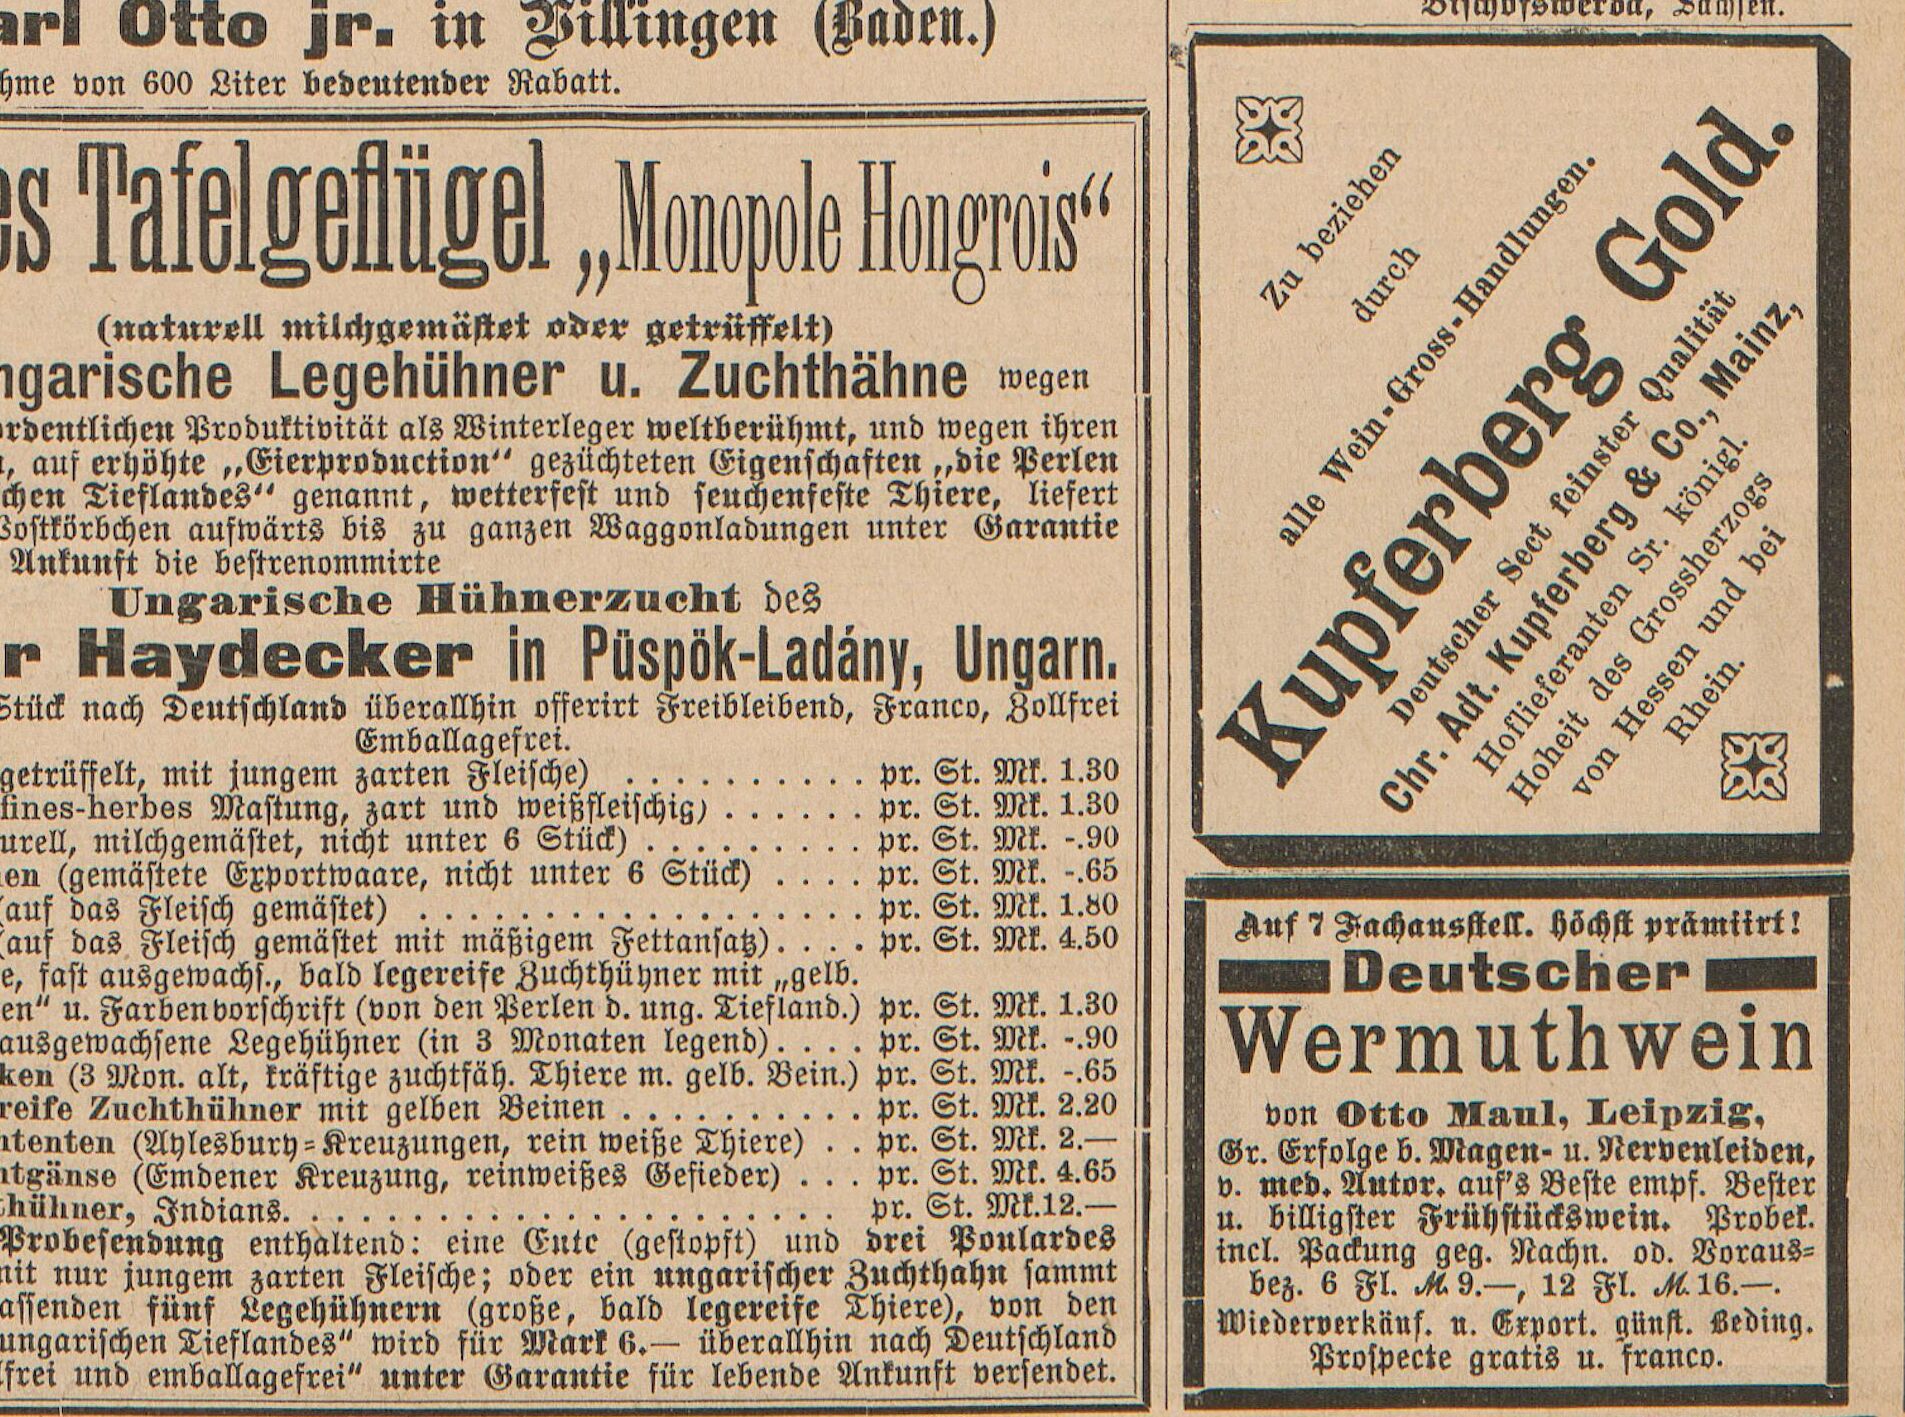 Otto jr. in Villingen (Baden.)
von 600 Liter bedeutender Rabatt.
Tafelgeflügel „Monopole Hongrois“
(naturell milchgemästet oder getrüffelt)
Legehühner u. Zuchthähne wegen
Produktivität als Winterleger weltberühmt, und wegen ihren
auf erhöhte „Eierproduction“ gezüchteten Eigenschaften „die Perlen
Tieflandes“ genannt, wetterfest und seuchenfeste Thiere, liefert
Postkörbchen aufwärts bis zu ganzen Waggonladungen unter Garantie
Ankunft die bestrenommirte
Ungarische Hühnerzucht des
Haydecker in Püspök-Ladány, Ungarn.
Stück nach Deutschland überallhin offerirt Freibleibend, Franco, Zollfrei
Emballagefrei.
getrüffelt, mit jungem zarten Fleische) . . . . . . . . . . pr. St. Mk. 1.30
fines-herbes Mastung, zart und weißfleischig) . . . . . . pr. St. Mk. 1.30
milchgemästet, nicht unter 6 Stück) . . . . . . . . . pr. St. Mk. -.90
(gemästete Exportwaare, nicht unter 6 Stück) . . . . pr. St. Mk. -.65
(auf das Fleisch gemästet) . . . . . . . . . . . . . . . . . pr. St. Mk. 1.80
(auf das Fleisch gemästet mit mäßigem Fettansatz). . . . pr. St. Mk. 4.50
fast ausgewachs., bald legereife Zuchthühner mit „gelb.
u. Farbenvorschrift (von den Perlen d. ung. Tiefland.) pr. St. Mk. 1.30
ausgewachsene Legehühner (in 3 Monaten legend). . . . pr. St. Mk. -.90
(3 Mon. alt, kräftige zuchtfäh. Thiere m. gelb. Bein.) pr. St. Mk. -.65
Zuchthühner mit gelben Beinen . . . . . . . . . . pr. St. Mk. 2.20
(Aylesbury-Kreuzungen, rein weiße Thiere) . . pr. St. Mk. 2.—
(Emdener Kreuzung, reinweißes Gefieder) . . . pr. St. Mk. 4.65
Indians. . . . . . . . . . . . . . . . . . . . . pr. St. Mk. 12.—
Probesendung enthaltend: eine Ente (gestopft) und drei Poulardes
mit nur jungem zarten Fleische; oder ein ungarischer Zuchthahn sammt
fünf Legehühnern (große, bald legereife Thiere), von den
ungarischen Tieflandes“ wird für Mark 6.— überallhin nach Deutschland
und emballagefrei“ unter Garantie für lebende Ankunft versendet.
Bischofswerda, Sachsen.
Zu beziehen
durch
alle Wein-Gross-Handlungen.
Kupferberg Gold.
Deutscher Sect feinster Qualität
Chr. Adt. Kupferberg & Co., Mainz,
Hoflieferanten Sr. königl.
Hoheit des Grossherzogs
von Hessen und bei
Rhein.
Auf 7 Fachausstell. höchst prämiirt!
Deutscher
Wermuthwein
von Otto Maul, Leipzig,
Gr. Erfolge b. Magen- u. Nervenleiden,
v. med. Autor. auf's Beste empf. Bester
u. billigster Frühstückswein. Probek.
incl. Packung geg. Nachn. od. Voraus-
bez. 6 Fl. M. 9.—, 12 Fl. M. 16.—.
Wiederverkäuf. u. Export. günst. Beding.
Prospecte gratis u. franco.